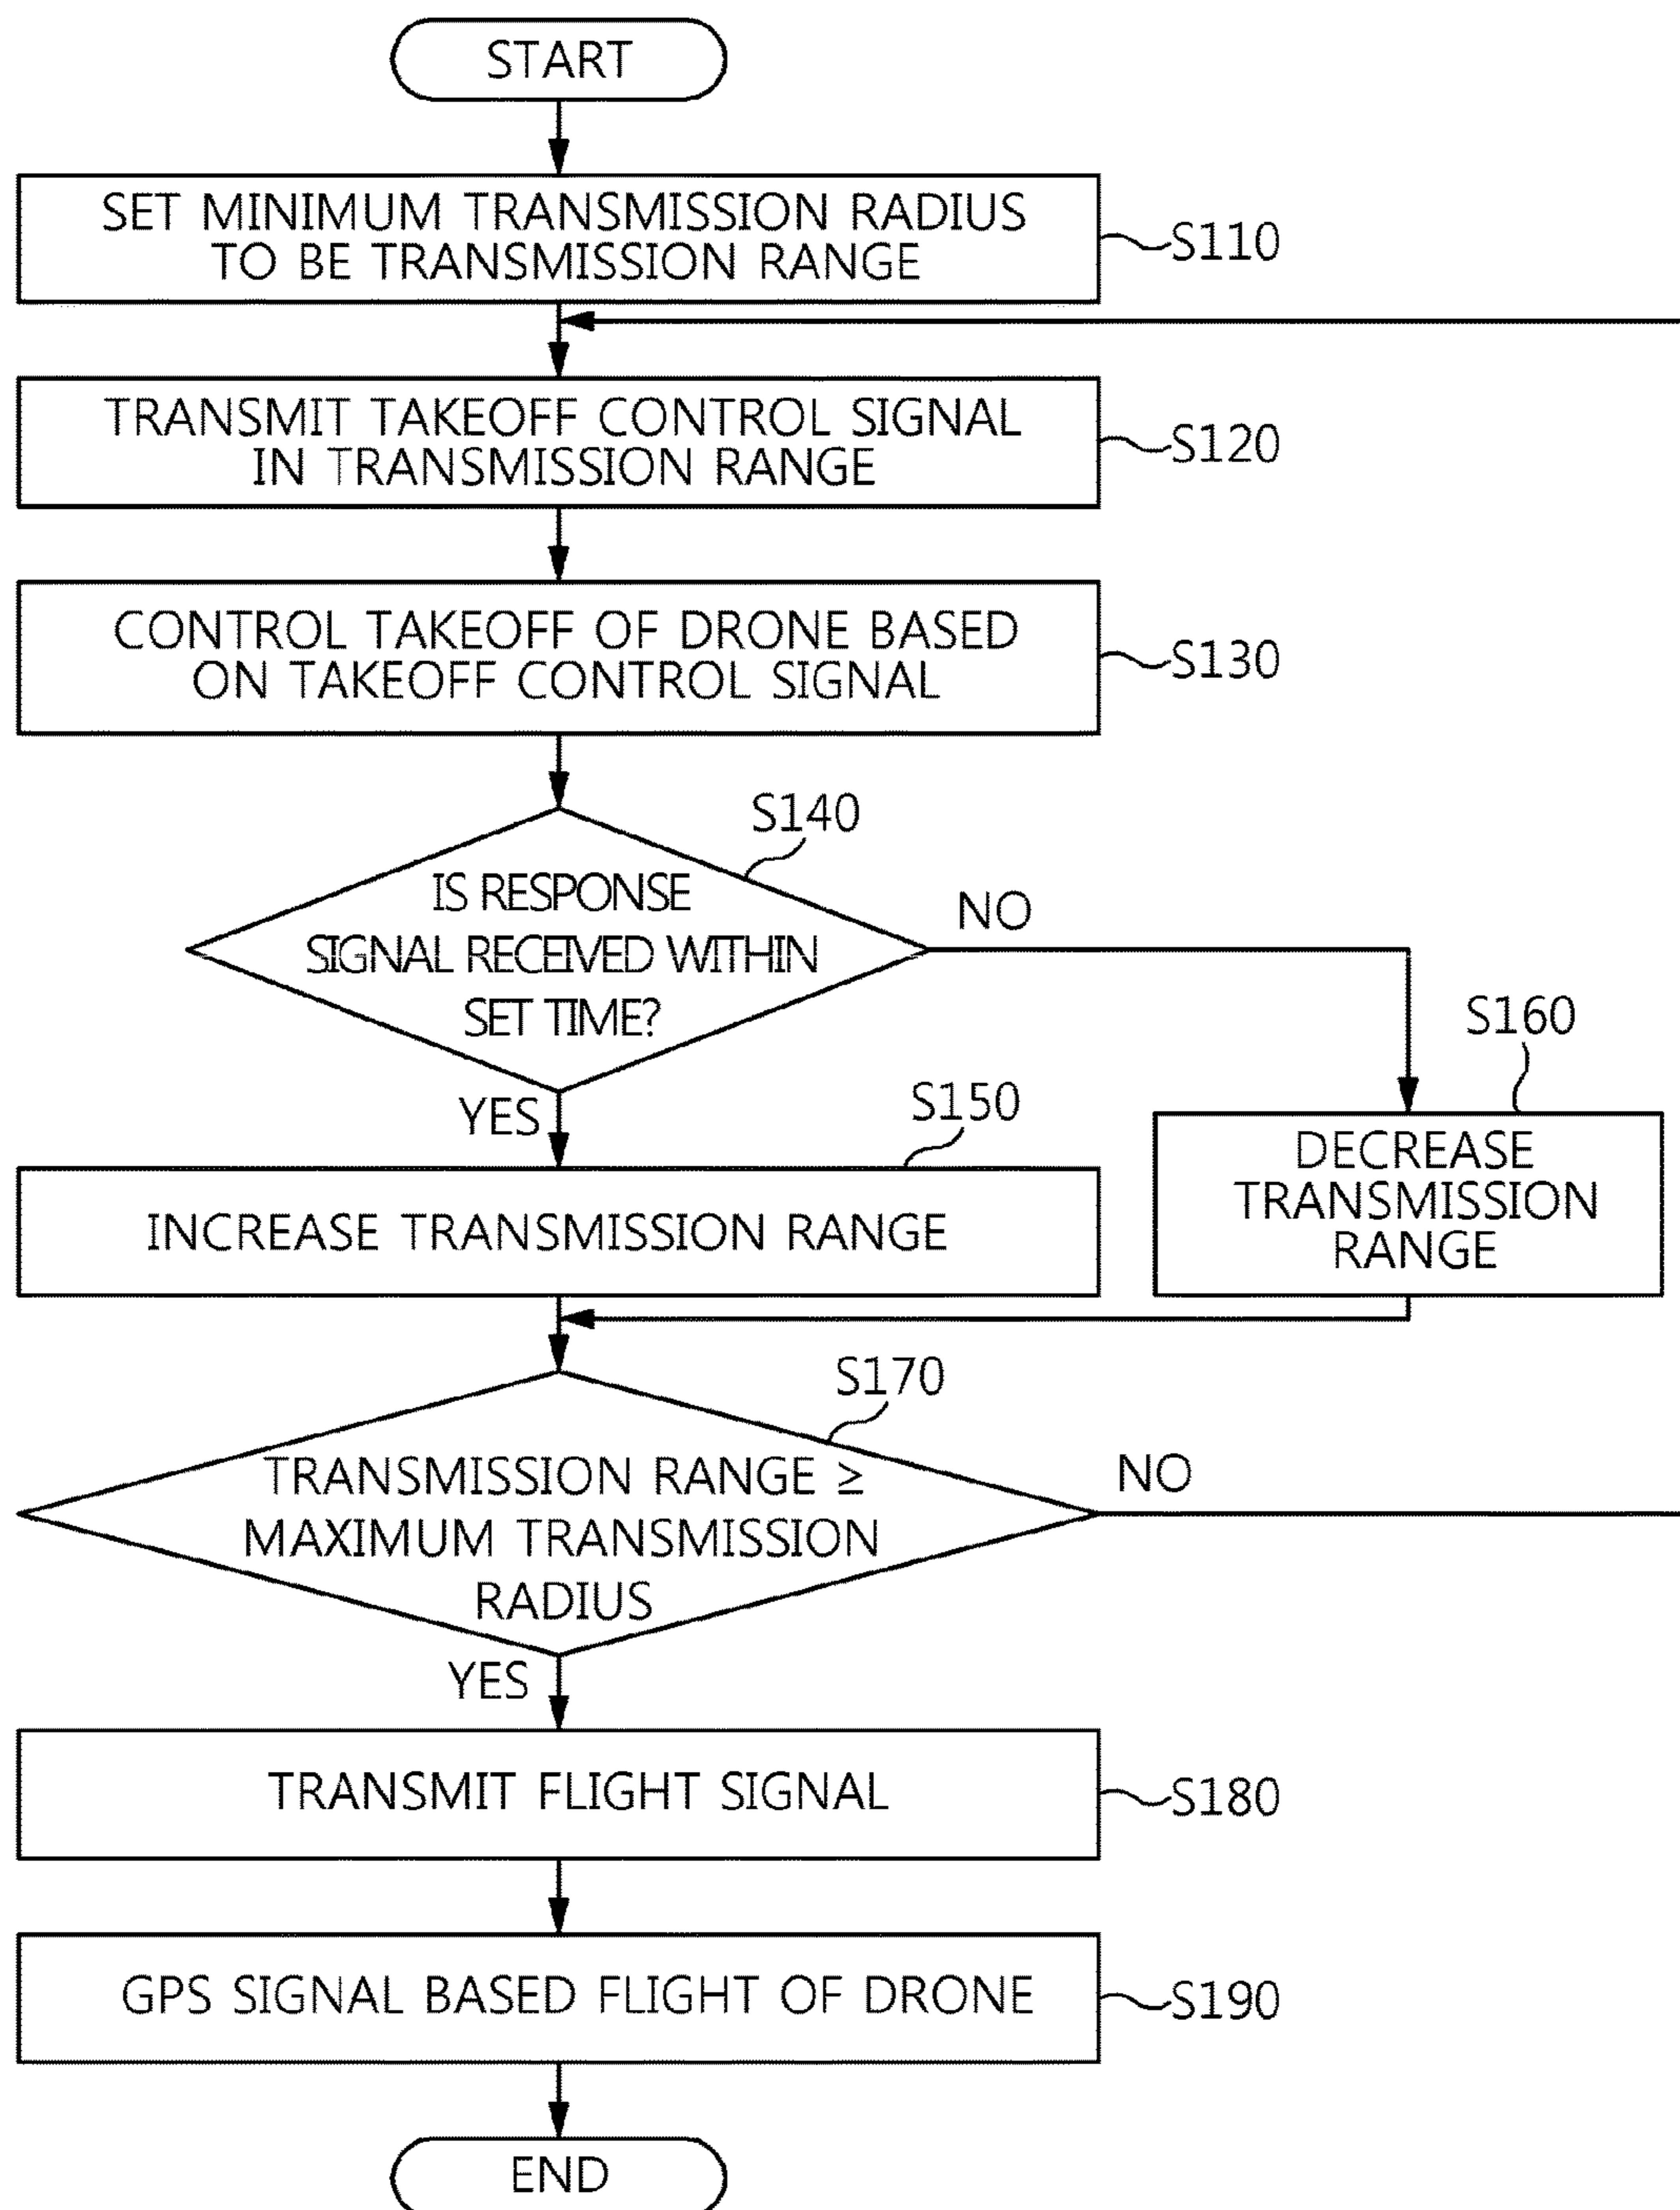 START
SET MINIMUM TRANSMISSION RADIUS
TO BE TRANSMISSION RANGE
S110
TRANSMIT TAKEOFF CONTROL SIGNAL
IN TRANSMISSION RANGE
S120
CONTROL TAKEOFF OF DRONE BASED
ON TAKEOFF CONTROL SIGNAL
S130
S140
IS RESPONSE
SIGNAL RECEIVED WITHIN
SET TIME?
NO
YES
S150
INCREASE TRANSMISSION RANGE
S160
DECREASE
TRANSMISSION
RANGE
S170
TRANSMISSION RANGE ≥
MAXIMUM TRANSMISSION
RADIUS
NO
YES
TRANSMIT FLIGHT SIGNAL
S180
GPS SIGNAL BASED FLIGHT OF DRONE
S190
END